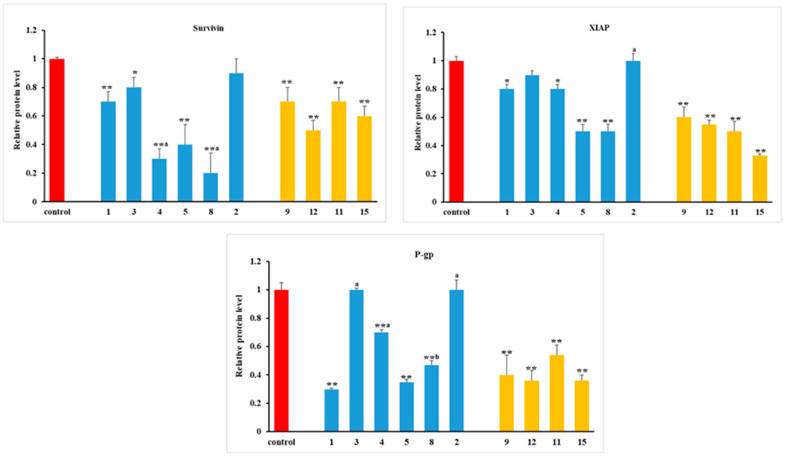 Survivin
Relative protein level
1.2
1
0.8
0.6
0.4
0.2
0
**
*
**a
**
**a
**
**
**
**
control 1 3 4 5 8 2 9 12 11 15
XIAP
Relative protein level
1.2
1
0.8
0.6
0.4
0.2
0
*
*
**
**
a
**
**
**
**
control 1 3 4 5 8 2 9 12 11 15
P-gp
Relative protein level
1.2
1
0.8
0.6
0.4
0.2
0
**
a
**a
**
**b
a
**
**
**
**
control 1 3 4 5 8 2 9 12 11 15